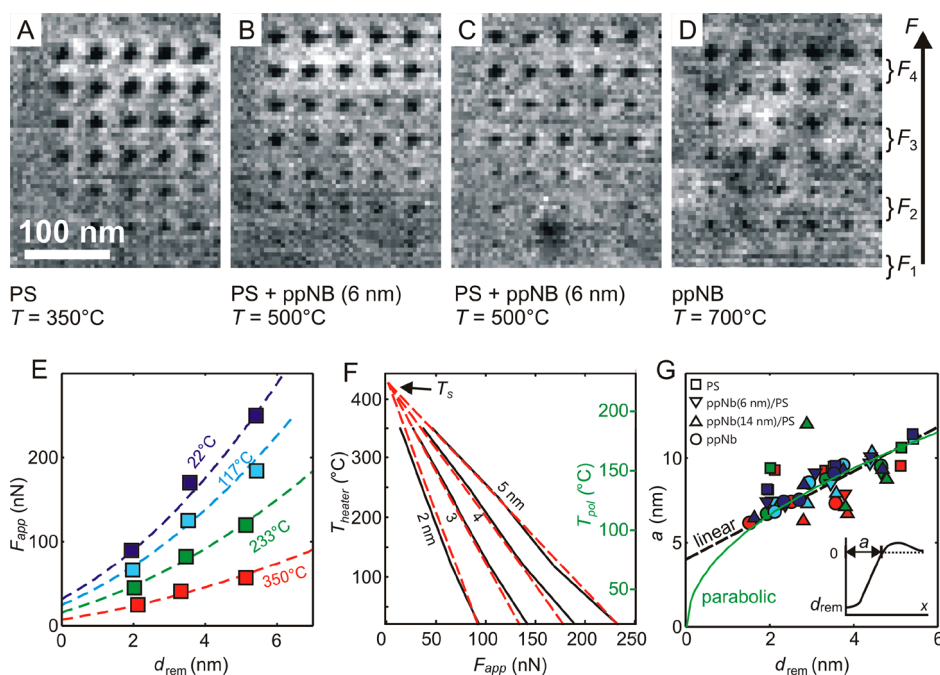 A
B
C
D
F
}F4
}F3
}F2
}F1
100 nm
PS
T = 350°C
PS + ppNB (6 nm)
T = 500°C
PS + ppNB (6 nm)
T = 500°C
ppNB
T = 700°C
E
Fapp (nN)
200
100
0
0 2 4 6
drem (nm)
22°C
117°C
233°C
350°C
F
Theater (°C)
400
300
200
100
0 50 100 150 200 250
Fapp (nN)
Ts
2 nm
3
4
5 nm
Tpol (°C)
200
150
100
50
G
a (nm)
10
5
0
0 2 4 6
drem (nm)
PS
ppNb(6 nm)/PS
ppNb(14 nm)/PS
ppNb
linear
parabolic
0
a
drem
x